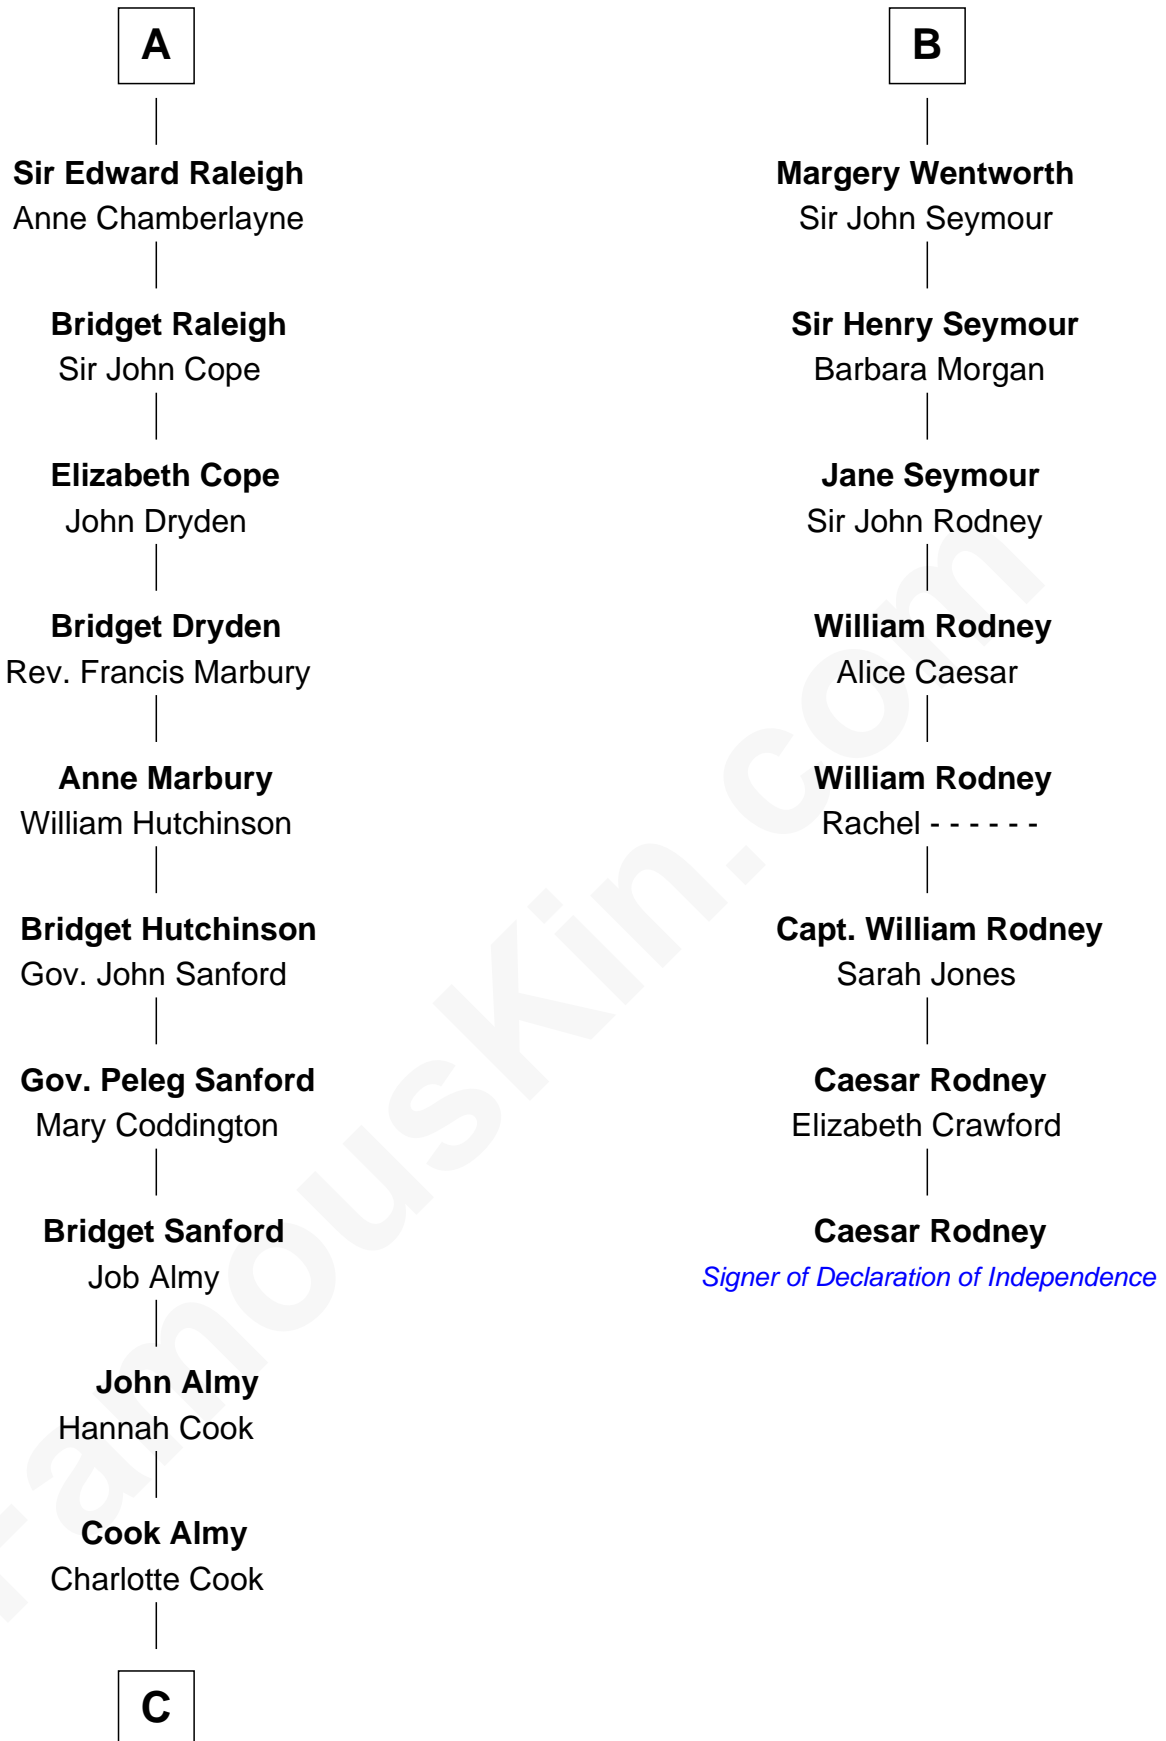 A
Sir Edward Raleigh
Anne Chamberlayne
Bridget Raleigh
Sir John Cope
Elizabeth Cope
John Dryden
Bridget Dryden
Rev. Francis Marbury
Anne Marbury
William Hutchinson
Bridget Hutchinson
Gov. John Sanford
Gov. Peleg Sanford
Mary Coddington
Bridget Sanford
Job Almy
John Almy
Hannah Cook
Cook Almy
Charlotte Cook
C
B
Margery Wentworth
Sir John Seymour
Sir Henry Seymour
Barbara Morgan
Jane Seymour
Sir John Rodney
William Rodney
Alice Caesar
William Rodney
Rachel - - - - - -
Capt. William Rodney
Sarah Jones
Caesar Rodney
Elizabeth Crawford
Caesar Rodney
Signer of Declaration of Independence
FamousKin.com